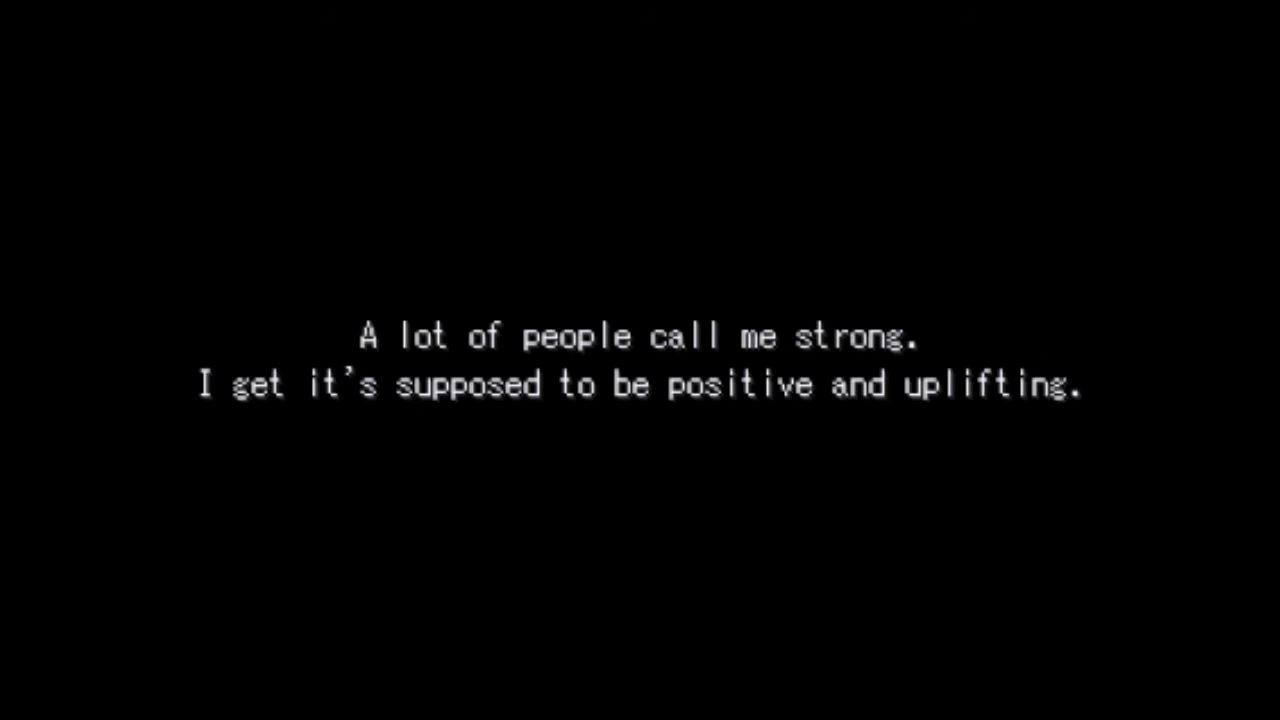 A lot of people call me strong.
I get it's supposed to be positive and uplifting.